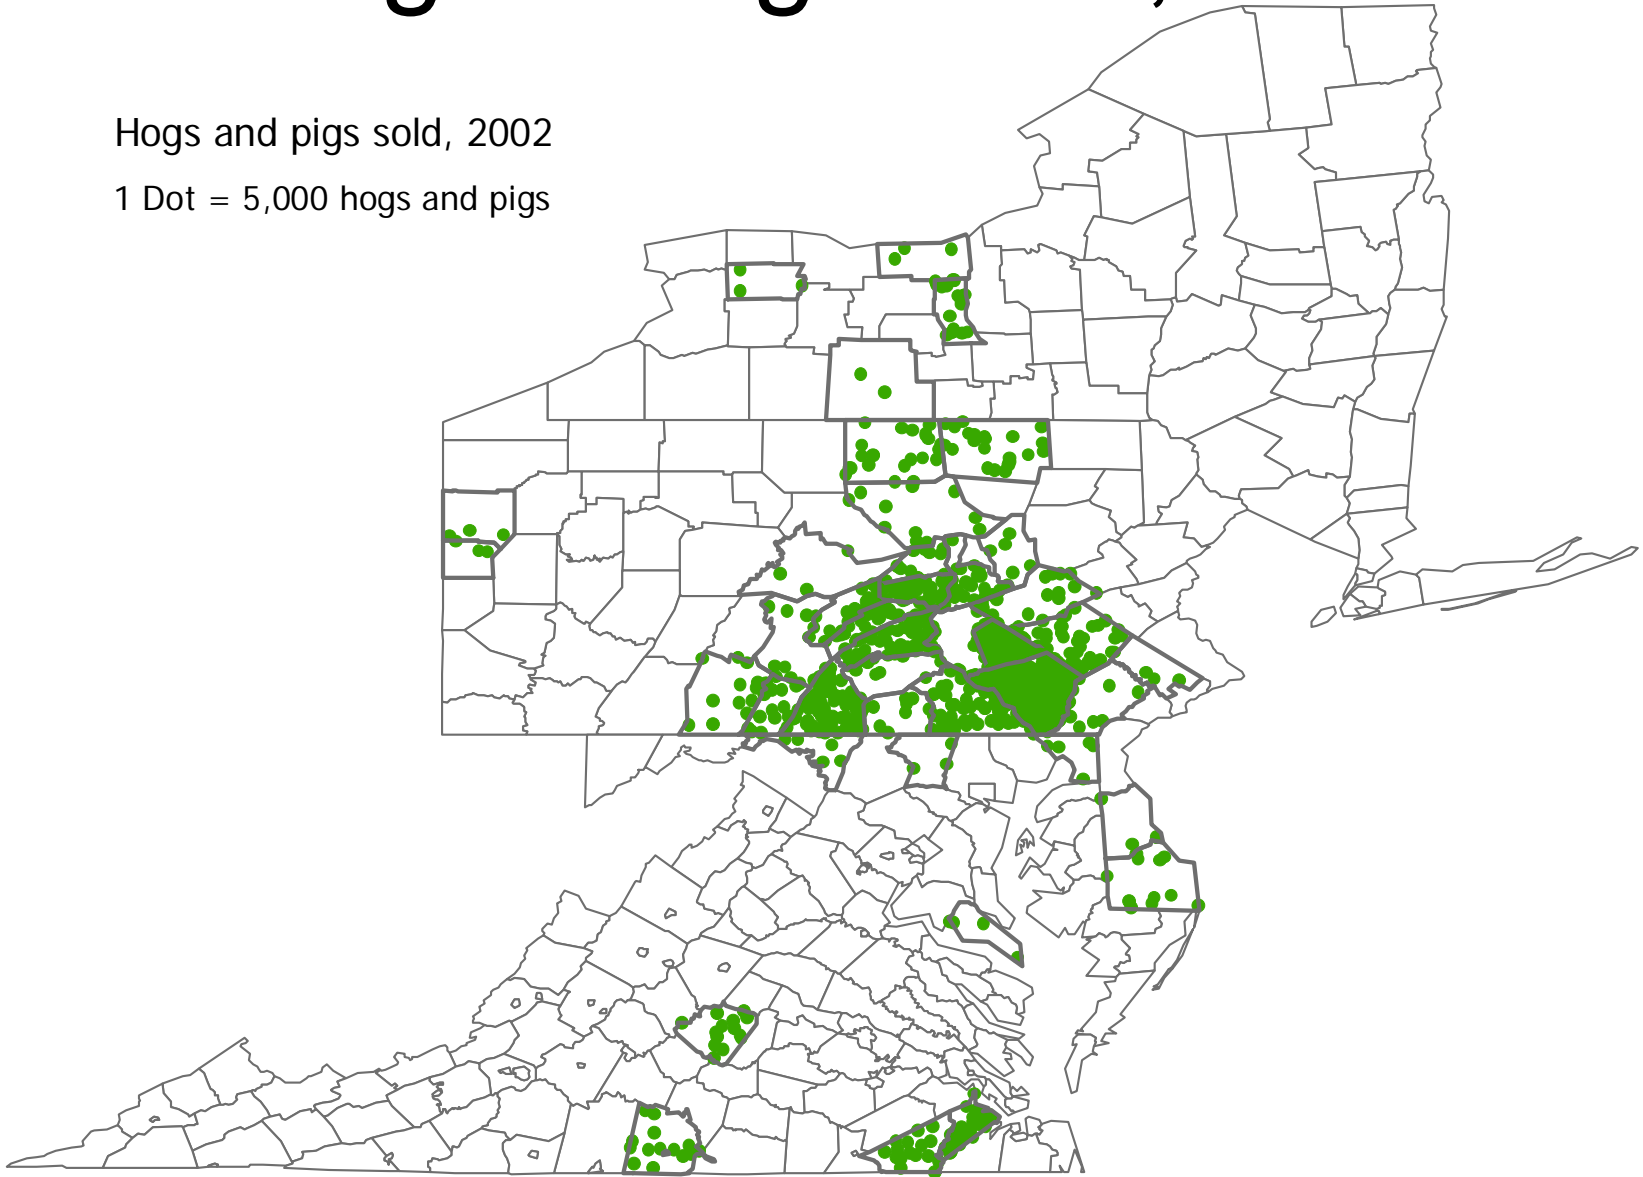 Hogs and pigs sold, 2002
1 Dot = 5,000 hogs and pigs